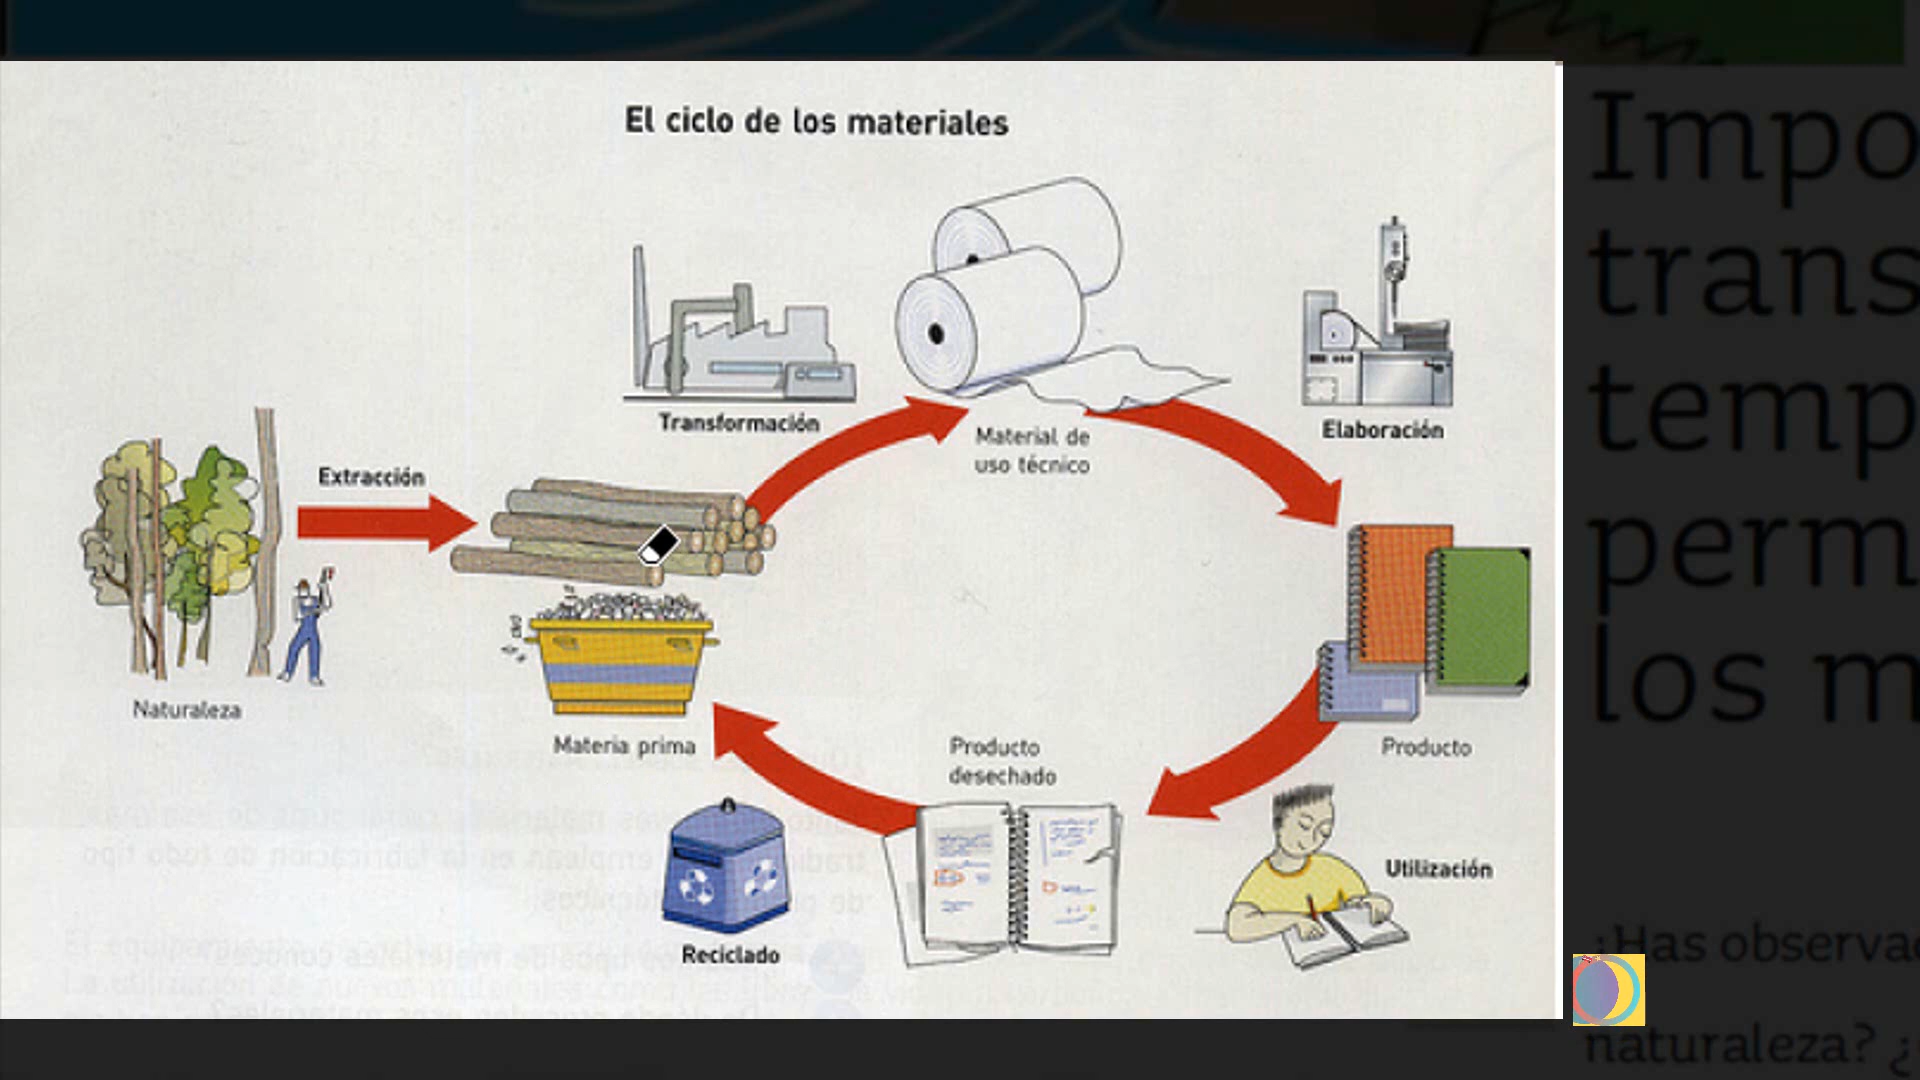 El ciclo de los materiales
Transformación
Material de
uso técnico
Elaboración
Extracción
Naturaleza
Materia prima
Producto
desechado
Producto
Utilización
Reciclado
Impo
trans
temp
perm
los m
¿Has observad
naturaleza? ¿